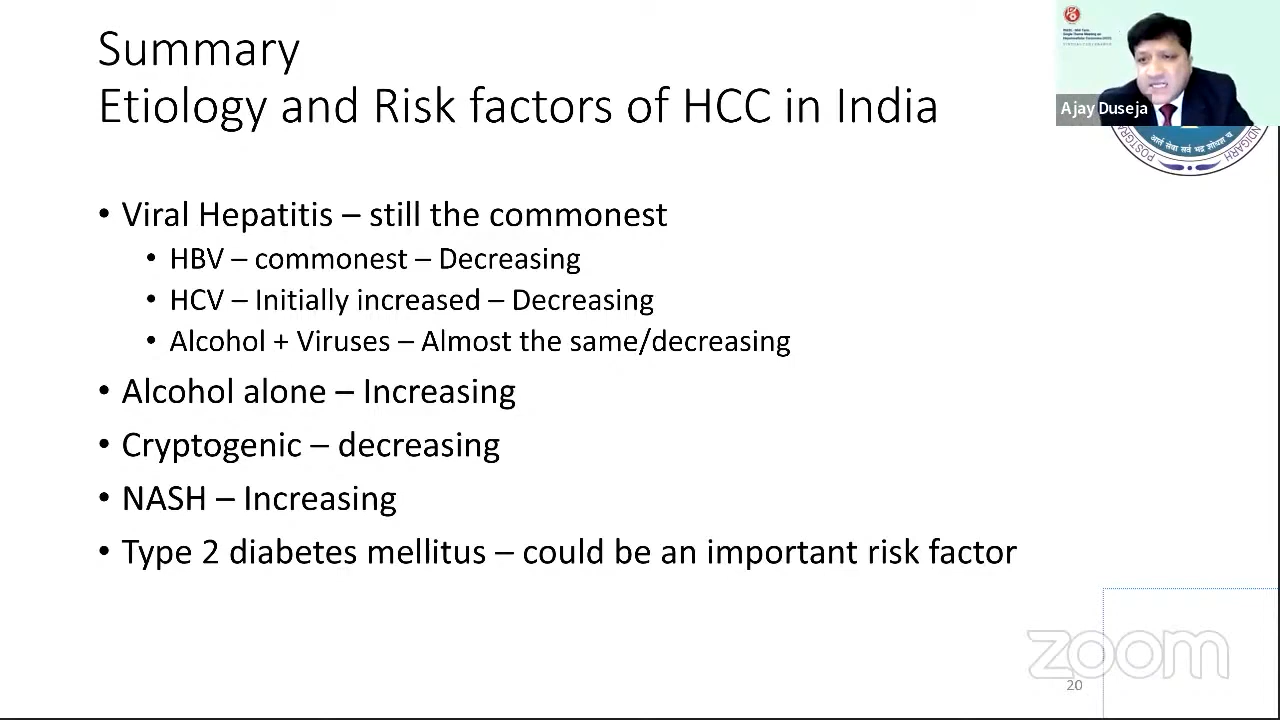 Summary
Etiology and Risk factors of HCC in India
• Viral Hepatitis – still the commonest
• HBV – commonest – Decreasing
• HCV – Initially increased – Decreasing
• Alcohol + Viruses – Almost the same/decreasing
• Alcohol alone – Increasing
• Cryptogenic – decreasing
• NASH – Increasing
• Type 2 diabetes mellitus – could be an important risk factor
Ajay Duseja
zoom
20